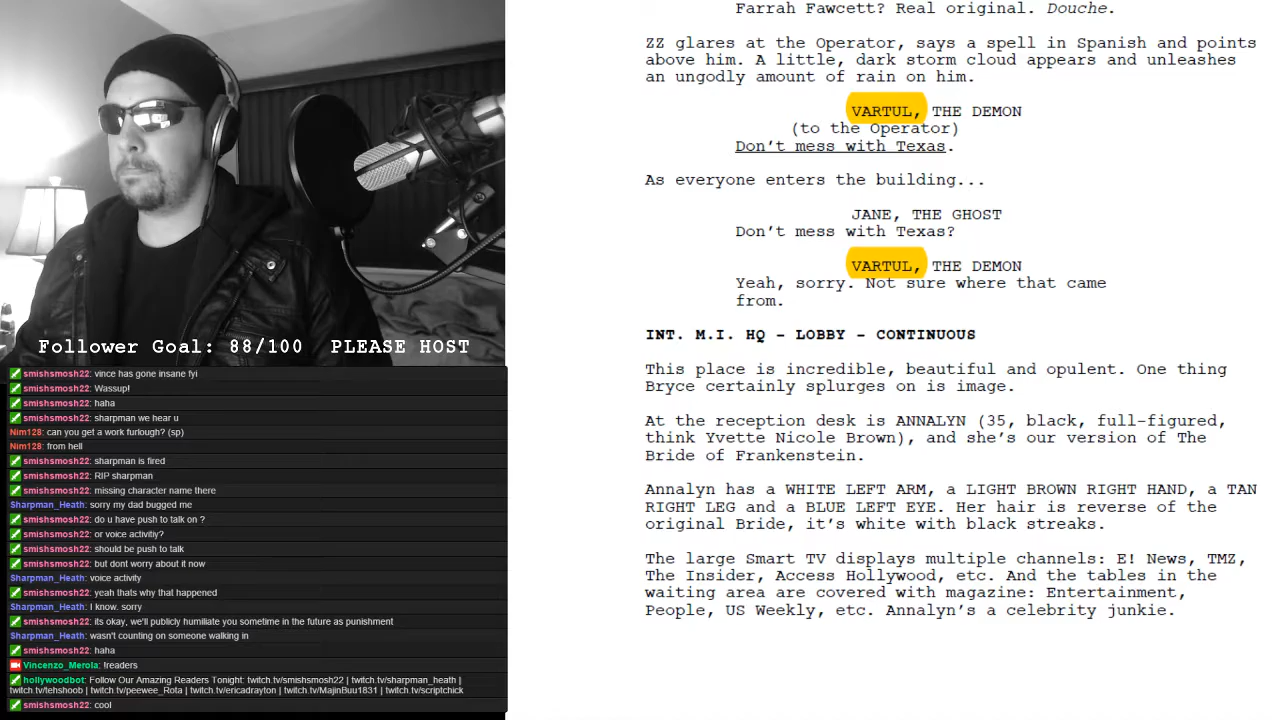 Follower Goal: 88/100 PLEASE HOST
smishsmosh22: vince has gone insane fyi
smishsmosh22: Wassup!
smishsmosh22: haha
smishsmosh22: sharpman we hear u
Nim128: can you get a work furlough? (sp)
Nim128: from hell
smishsmosh22: sharpman is fired
smishsmosh22: RIP sharpman
smishsmosh22: missing character name there
Sharpman_Heath: sorry my dad bugged me
smishsmosh22: do u have push to talk on ?
smishsmosh22: or voice activitiy?
smishsmosh22: should be push to talk
smishsmosh22: but dont worry about it now
Sharpman_Heath: voice activity
smishsmosh22: yeah thats why that happened
Sharpman_Heath: I know. sorry
smishsmosh22: its okay, we'll publicly humiliate you sometime in the future as punishment
Sharpman_Heath: wasn't counting on someone walking in
smishsmosh22: haha
Vincenzo_Merola: !readers
hollywoodbot: Follow Our Amazing Readers Tonight: twitch.tv/smishsmosh22 | twitch.tv/sharpman_heath |
twitch.tv/tehshoob | twitch.tv/peewee_Rota | twitch.tv/ericadrayton | twitch.tv/MajinBuu1831 | twitch.tv/scriptchick
smishsmosh22: cool
Farrah Fawcett? Real original. Douche.
ZZ glares at the Operator, says a spell in Spanish and points
above him. A little, dark storm cloud appears and unleashes
an ungodly amount of rain on him.
VARTUL, THE DEMON
(to the Operator)
Don't mess with Texas.
As everyone enters the building...
JANE, THE GHOST
Don't mess with Texas?
VARTUL, THE DEMON
Yeah, sorry. Not sure where that came
from.
INT. M.I. HQ - LOBBY - CONTINUOUS
This place is incredible, beautiful and opulent. One thing
Bryce certainly splurges on is image.
At the reception desk is ANNALYN (35, black, full-figured,
think Yvette Nicole Brown), and she's our version of The
Bride of Frankenstein.
Annalyn has a WHITE LEFT ARM, a LIGHT BROWN RIGHT HAND, a TAN
RIGHT LEG and a BLUE LEFT EYE. Her hair is reverse of the
original Bride, it's white with black streaks.
The large Smart TV displays multiple channels: E! News, TMZ,
The Insider, Access Hollywood, etc. And the tables in the
waiting area are covered with magazine: Entertainment,
People, US Weekly, etc. Annalyn's a celebrity junkie.